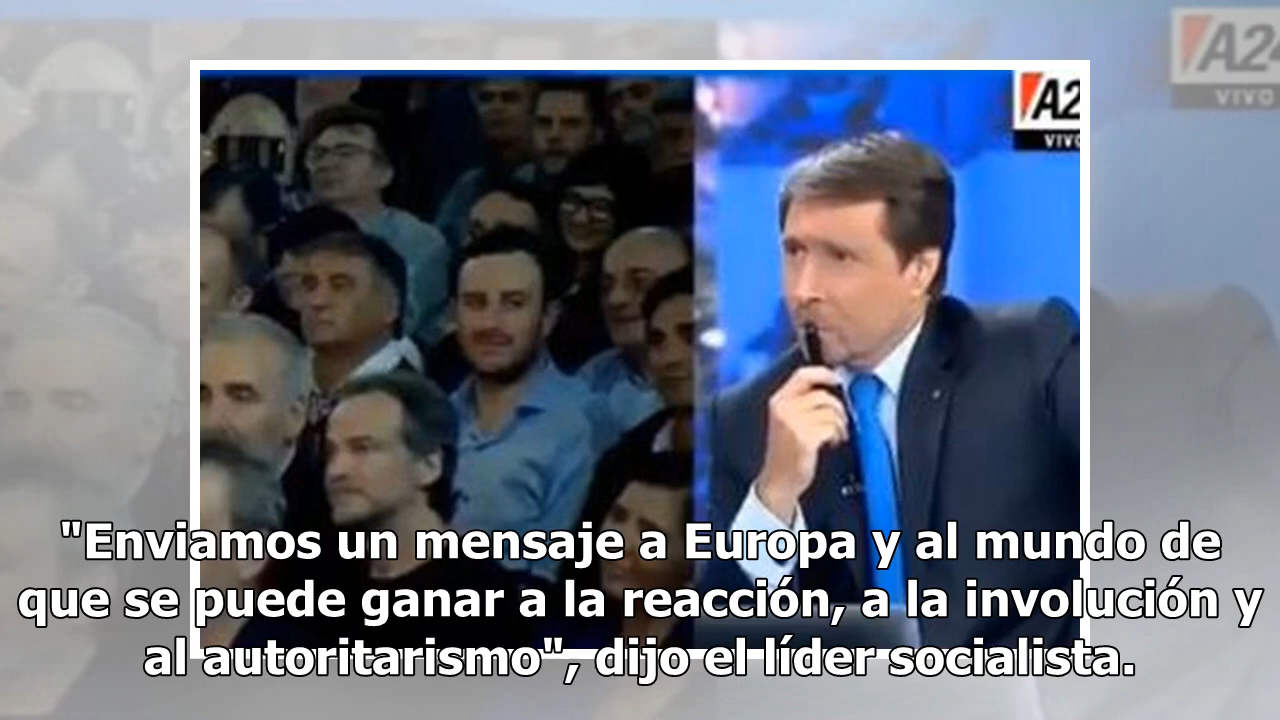 A24
VIVO
A2
VIVO
"Enviamos un mensaje a Europa y al mundo de
que se puede ganar a la reacción, a la involución y
al autoritarismo", dijo el líder socialista.